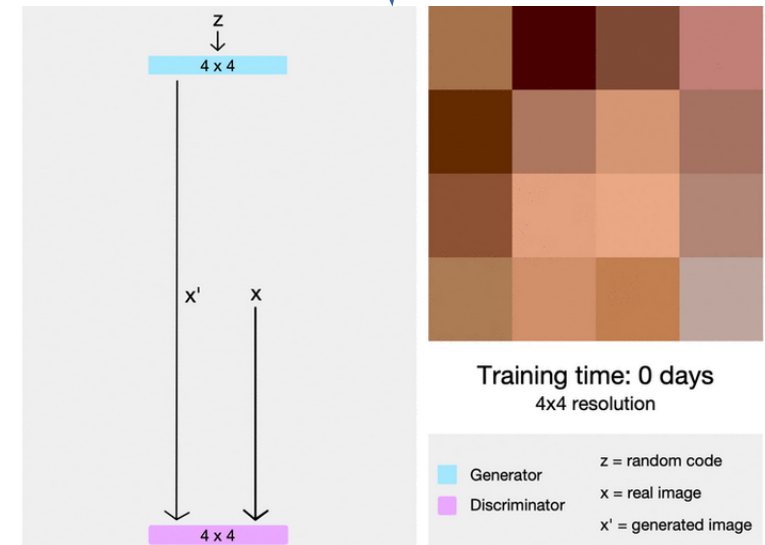 z
4 x 4
x'
x
4 x 4
Training time: 0 days
4x4 resolution
Generator
Discriminator
z = random code
x = real image
x' = generated image